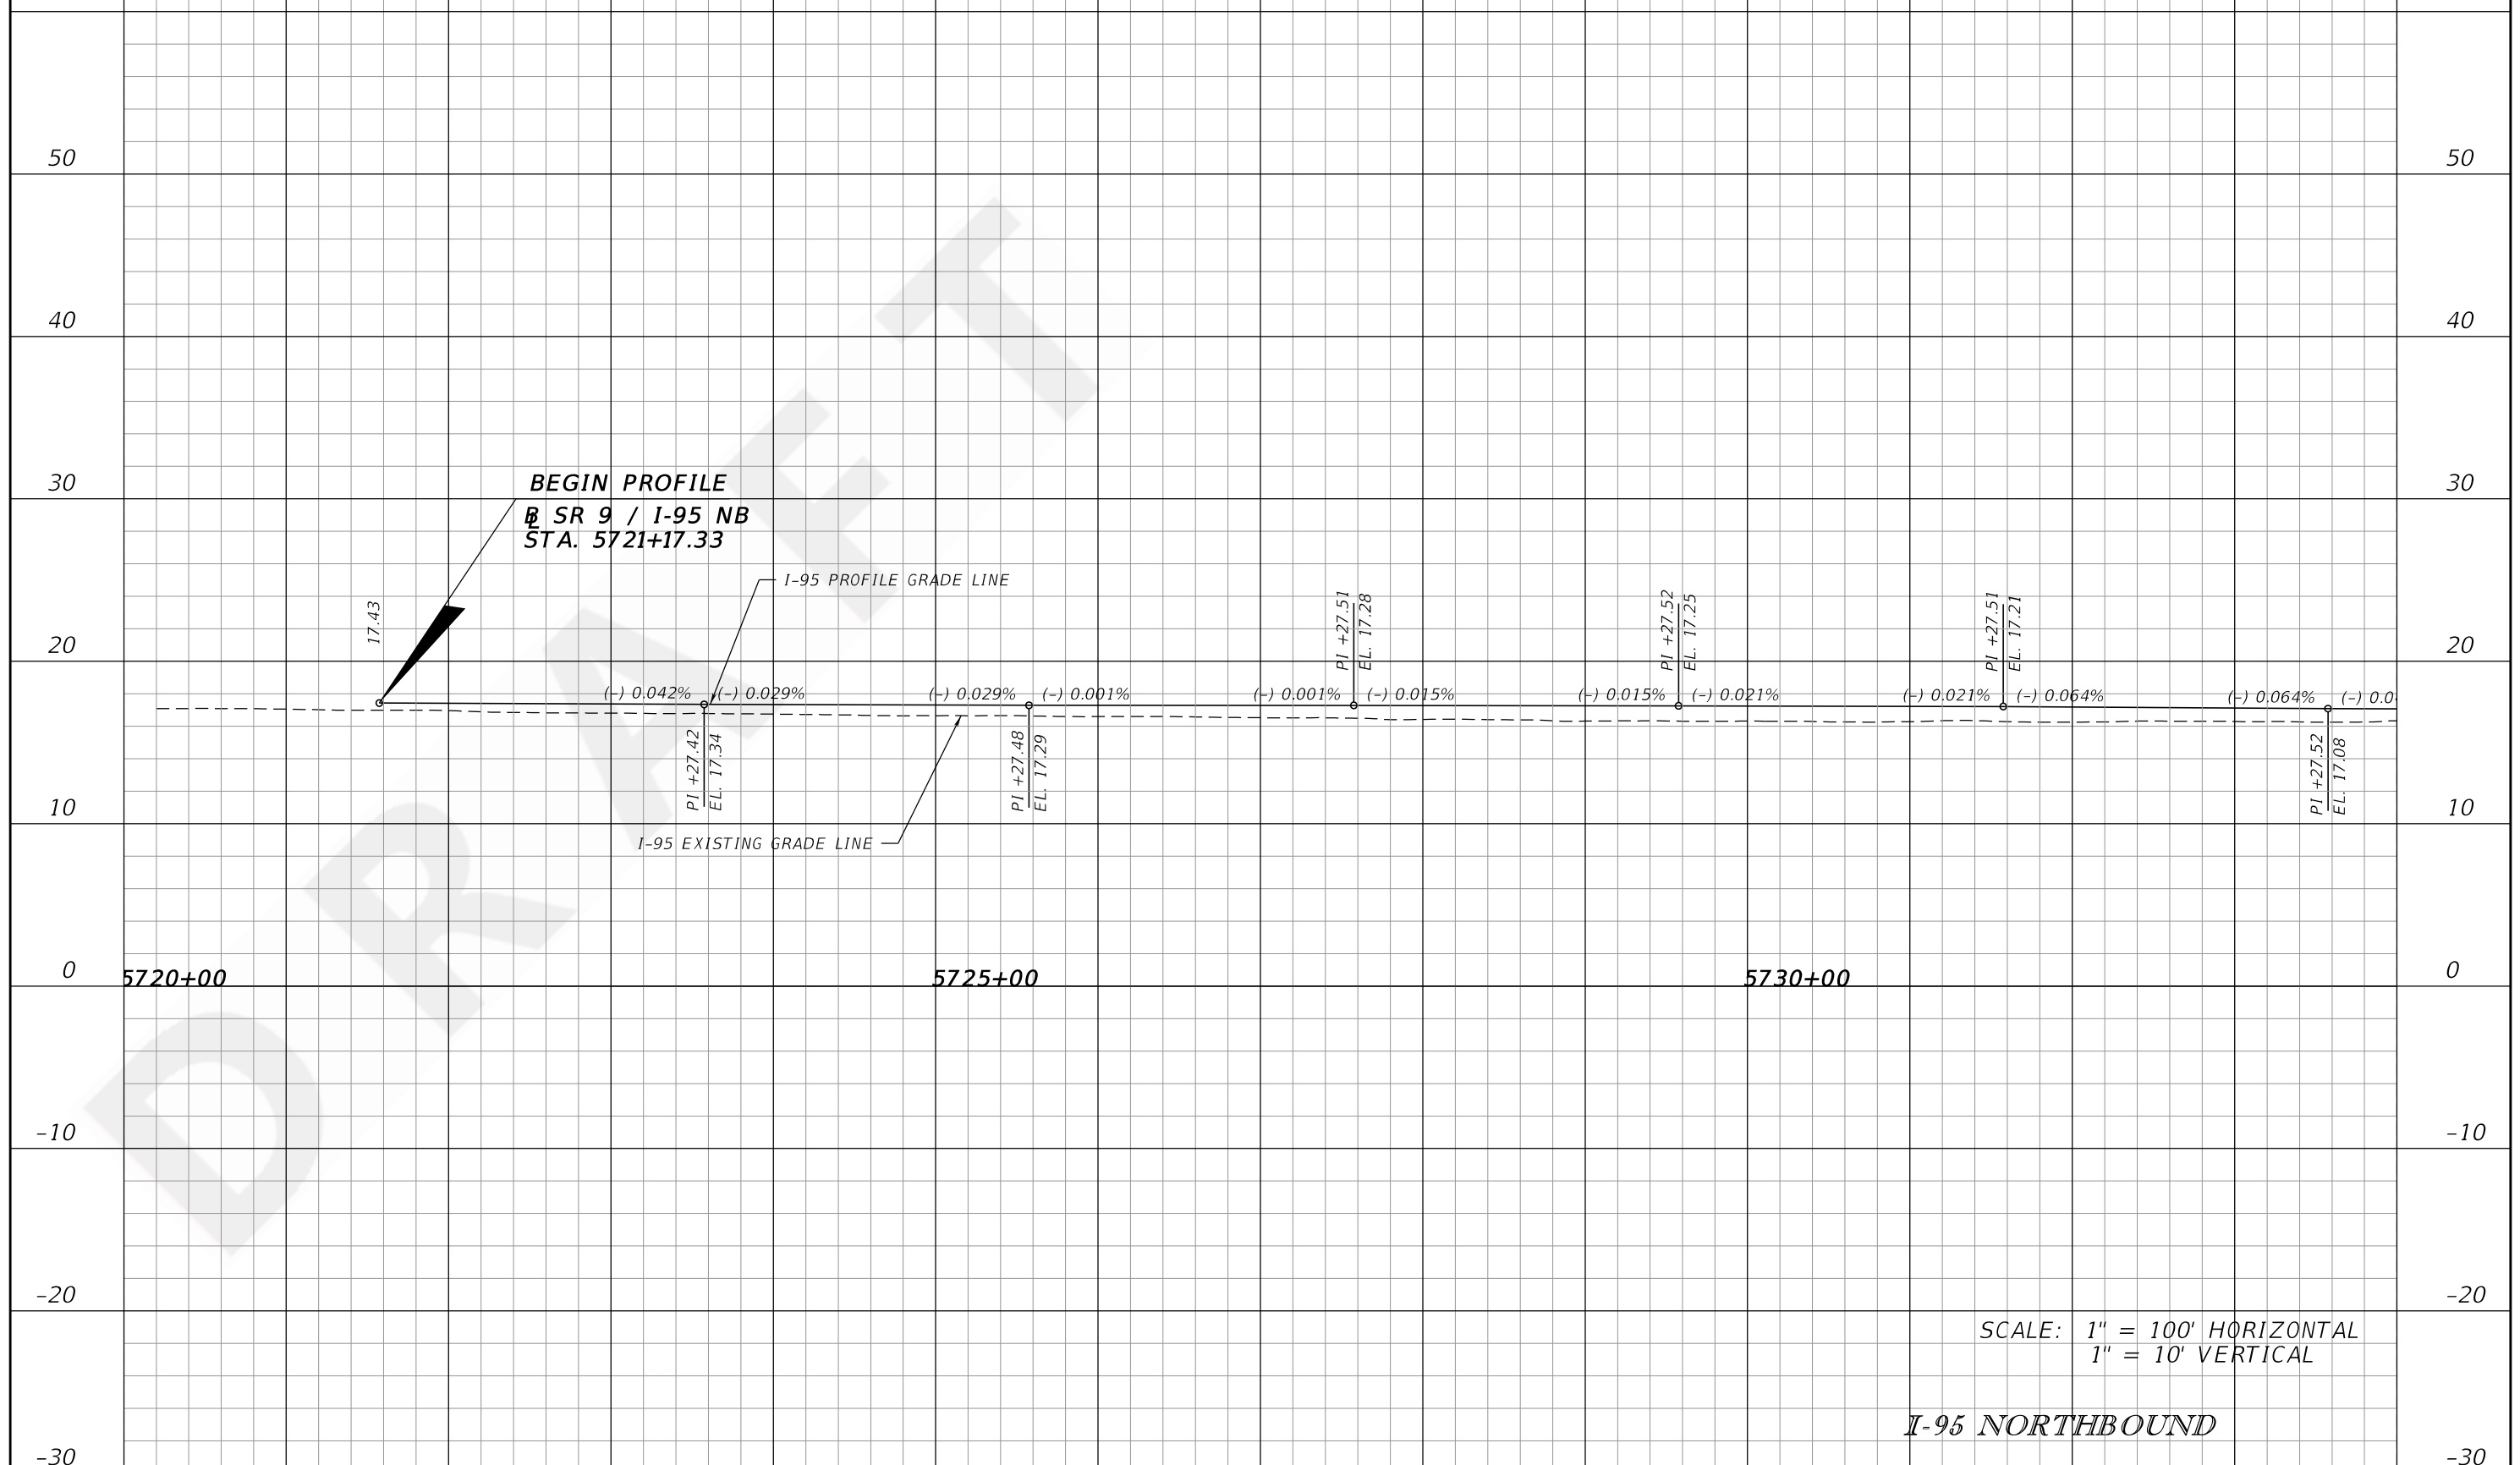 50
50
40
40
30
30
BEGIN PROFILE
BL SR 9 / I-95 NB
STA. 5721+17.33
I-95 PROFILE GRADE LINE
17.43
PI +27.51
EL. 17.28
PI +27.52
EL. 17.25
PI +27.51
EL. 17.21
20
20
(-) 0.042%
(-) 0.029%
(-) 0.029%
(-) 0.001%
(-) 0.001%
(-) 0.015%
(-) 0.015%
(-) 0.021%
(-) 0.021%
(-) 0.064%
(-) 0.064%
PI +27.42
EL. 17.34
PI +27.48
EL. 17.29
PI +27.52
EL. 17.08
10
10
I-95 EXISTING GRADE LINE
0
5720+00
5725+00
5730+00
0
-10
-10
-20
-20
SCALE: 1" = 100' HORIZONTAL
1" = 10' VERTICAL
I-95 NORTHBOUND
-30
-30
DRAFT